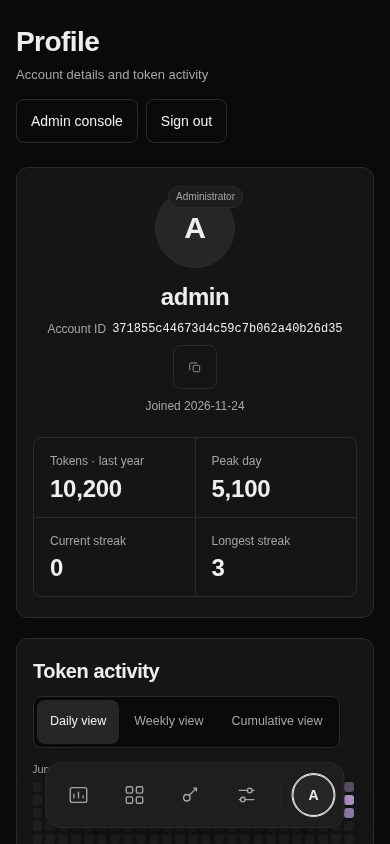 Profile
Account details and token activity
Admin console
Sign out
Administrator
A
admin
Account ID 371855c44673d4c59c7b062a40b26d35
Joined 2026-11-24
Tokens · last year
Peak day
10,200
5,100
Current streak
Longest streak
0
3
Token activity
Daily view
Weekly view
Cumulative view
Jun
A